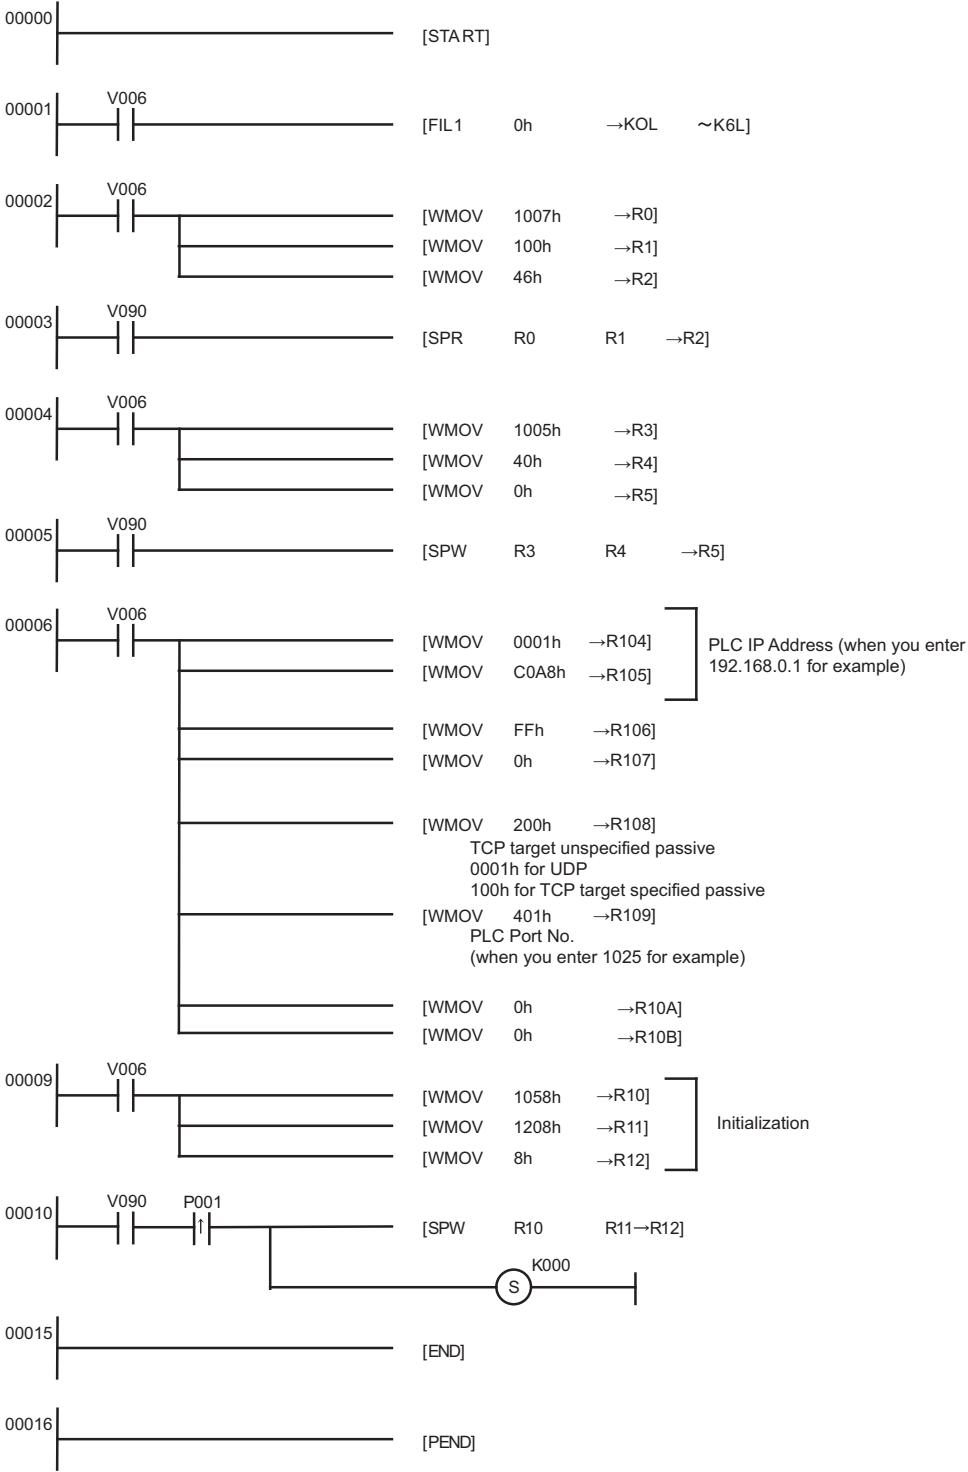 00000 [START]
00001 V006 [FIL1 0h →KOL ～K6L]
00002 V006 [WMOV 1007h →R0]
[WMOV 100h →R1]
[WMOV 46h →R2]
00003 V090 [SPR R0 R1 →R2]
00004 V006 [WMOV 1005h →R3]
[WMOV 40h →R4]
[WMOV 0h →R5]
00005 V090 [SPW R3 R4 →R5]
00006 V006 [WMOV 0001h →R104]
[WMOV C0A8h →R105]
PLC IP Address (when you enter
192.168.0.1 for example)
[WMOV FFh →R106]
[WMOV 0h →R107]
[WMOV 200h →R108]
TCP target unspecified passive
0001h for UDP
100h for TCP target specified passive
[WMOV 401h →R109]
PLC Port No.
(when you enter 1025 for example)
[WMOV 0h →R10A]
[WMOV 0h →R10B]
00009 V006 [WMOV 1058h →R10]
[WMOV 1208h →R11]
Initialization
[WMOV 8h →R12]
00010 V090 P001 ↑ [SPW R10 R11→R12]
S K000
00015 [END]
00016 [PEND]